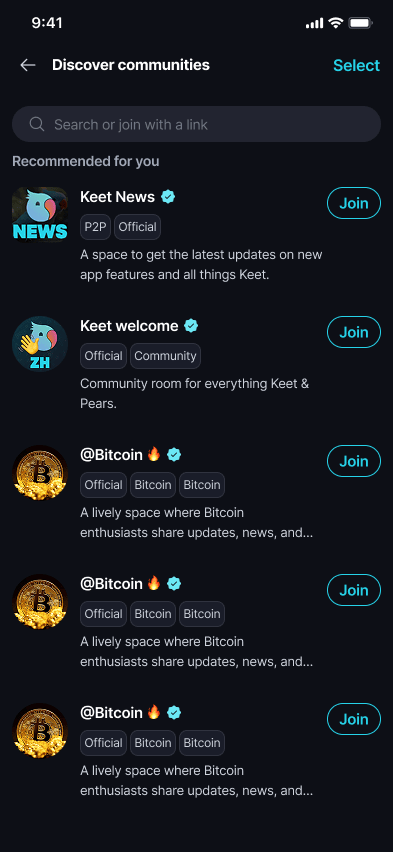 9:41
Discover communities
Select
Search or join with a link
Recommended for you
NEWS
Keet News
Join
P2P
Official
A space to get the latest updates on new
app features and all things Keet.
ZH
Keet welcome
Join
Official
Community
Community room for everything Keet &
Pears.
@Bitcoin 🔥
Join
Official
Bitcoin
Bitcoin
A lively space where Bitcoin
enthusiasts share updates, news, and...
@Bitcoin 🔥
Join
Official
Bitcoin
Bitcoin
A lively space where Bitcoin
enthusiasts share updates, news, and...
@Bitcoin 🔥
Join
Official
Bitcoin
Bitcoin
A lively space where Bitcoin
enthusiasts share updates, news, and...